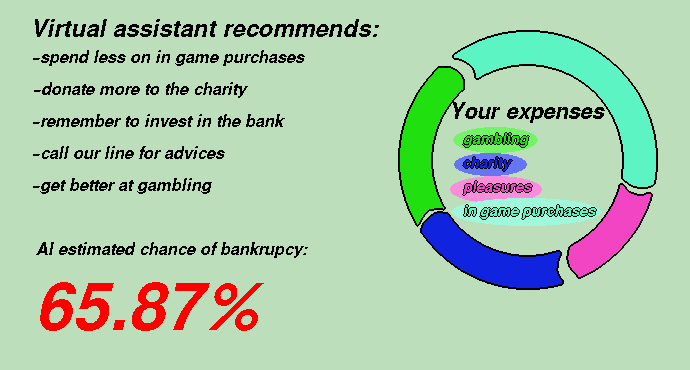 Virtual assistant recommends:
-spend less on in game purchases
-donate more to the charity
-remember to invest in the bank
-call our line for advices
-get better at gambling
AI estimated chance of bankrupcy:
65.87%
Your expenses
gambling
charity
pleasures
in game purchases